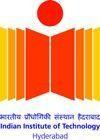 भारतीय प्रौद्योगिकी संस्थान हैदराबाद
Indian Institute of Technology
Hyderabad